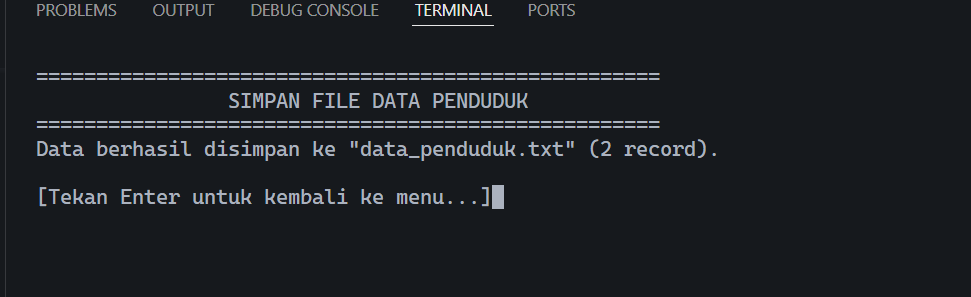 PROBLEMS OUTPUT DEBUG CONSOLE TERMINAL PORTS
====================================================
SIMPAN FILE DATA PENDUDUK
====================================================
Data berhasil disimpan ke "data_penduduk.txt" (2 record).
[Tekan Enter untuk kembali ke menu...]